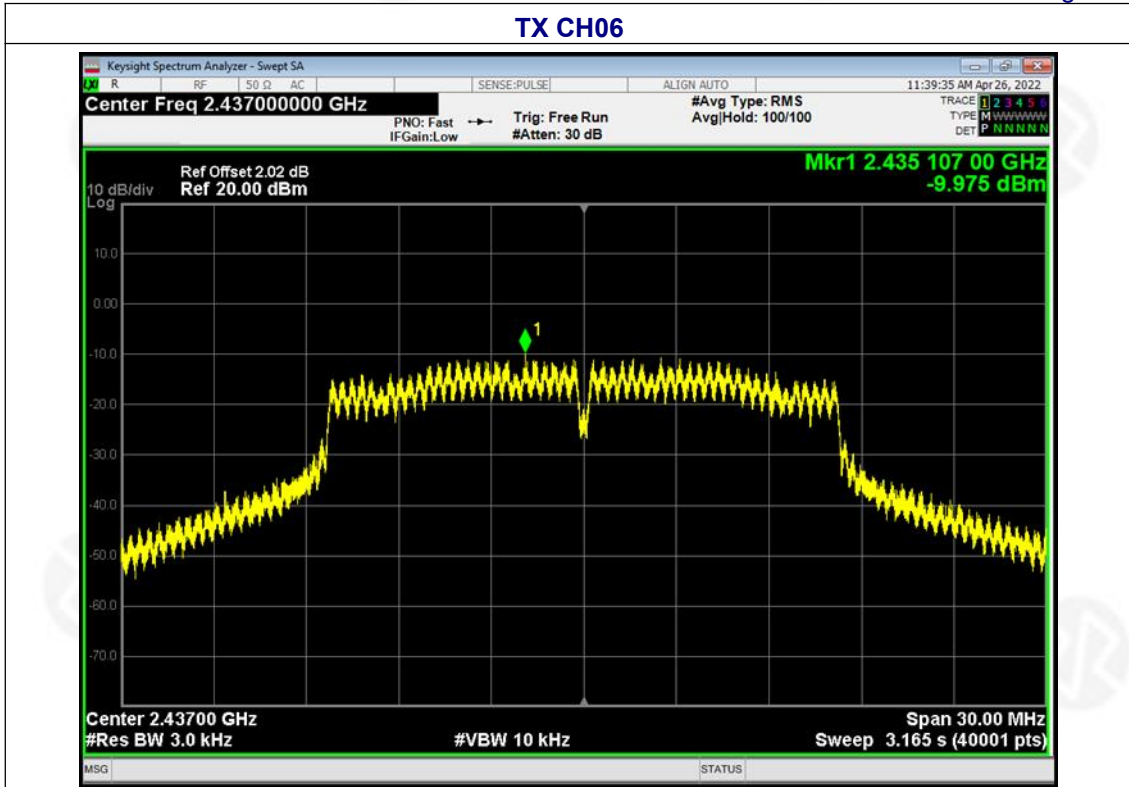 TX CH06
Keysight Spectrum Analyzer - Swept SA
LXI R RF 50 Ω AC SENSE:PULSE ALIGN AUTO 11:39:35 AM Apr 26, 2022
Center Freq 2.437000000 GHz #Avg Type: RMS TRACE 1 2 3 4 5 6
PNO: Fast Trig: Free Run Avg|Hold: 100/100 TYPE M WWWWW
IFGain:Low #Atten: 30 dB DET P N N N N N
Mkr1 2.435 107 00 GHz
Ref Offset 2.02 dB
-9.975 dBm
10 dB/div Ref 20.00 dBm
Log
10.0
0.00
1
-10.0
-20.0
-30.0
-40.0
-50.0
-60.0
-70.0
Center 2.43700 GHz Span 30.00 MHz
#Res BW 3.0 kHz #VBW 10 kHz Sweep 3.165 s (40001 pts)
MSG STATUS